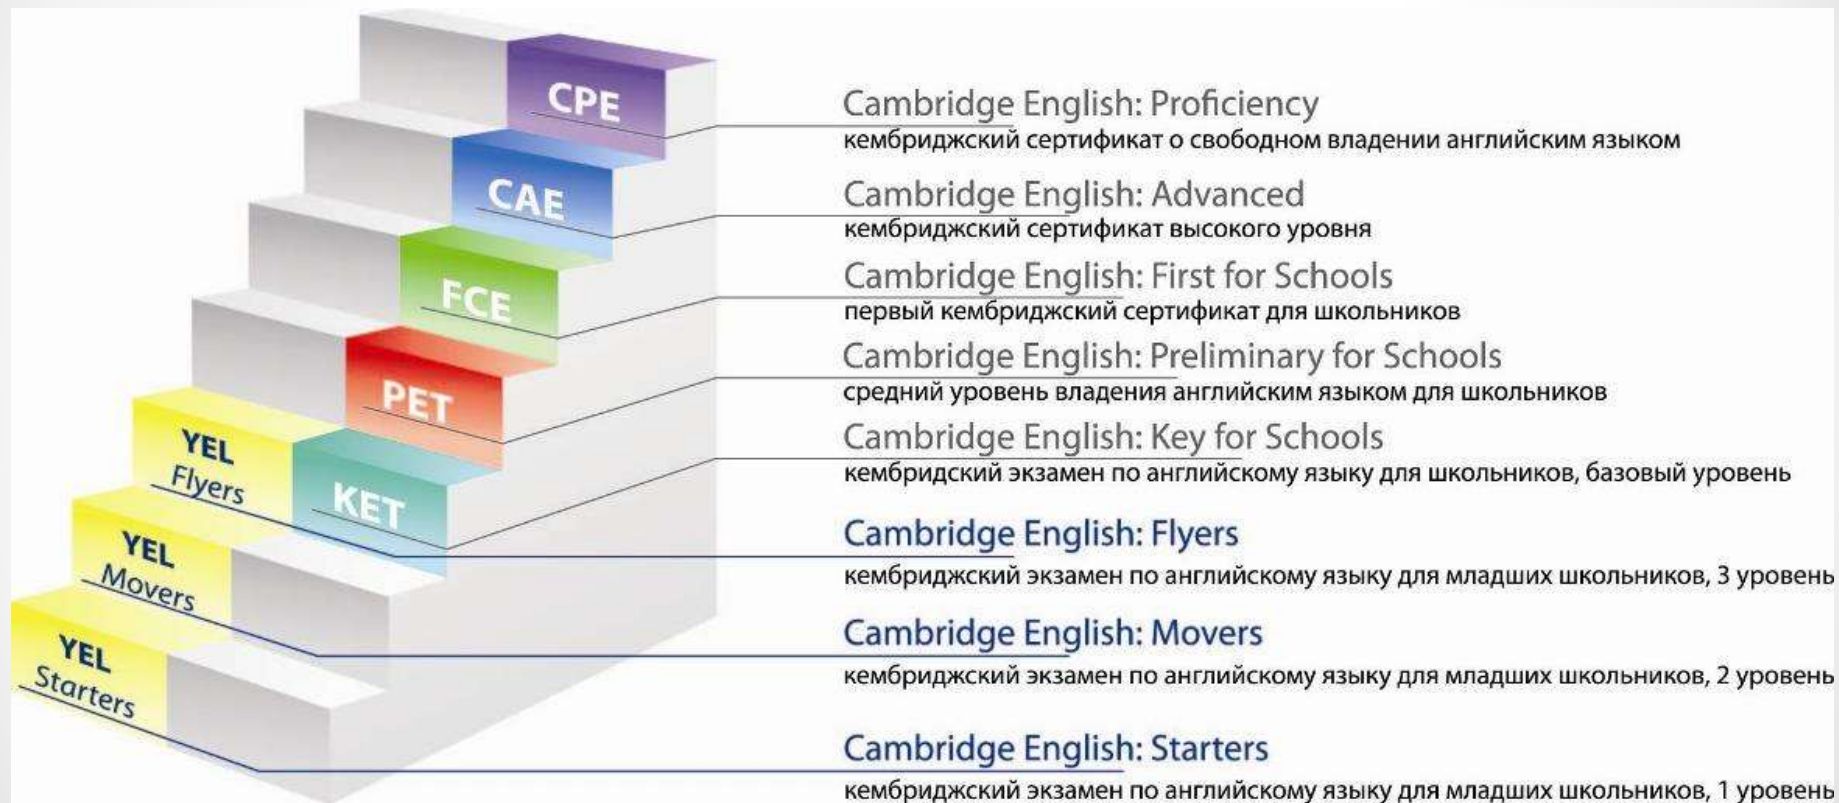 CPE
Cambridge English: Proficiency
кембриджский сертификат о свободном владении английским языком
CAE
Cambridge English: Advanced
кембриджский сертификат высокого уровня
FCE
Cambridge English: First for Schools
первый кембриджский сертификат для школьников
PET
Cambridge English: Preliminary for Schools
средний уровень владения английским языком для школьников
KET
Cambridge English: Key for Schools
кембридский экзамен по английскому языку для школьников, базовый уровень
YEL
Flyers
Cambridge English: Flyers
кембриджский экзамен по английскому языку для младших школьников, 3 уровень
YEL
Movers
Cambridge English: Movers
кембриджский экзамен по английскому языку для младших школьников, 2 уровень
YEL
Starters
Cambridge English: Starters
кембриджский экзамен по английскому языку для младших школьников, 1 уровень